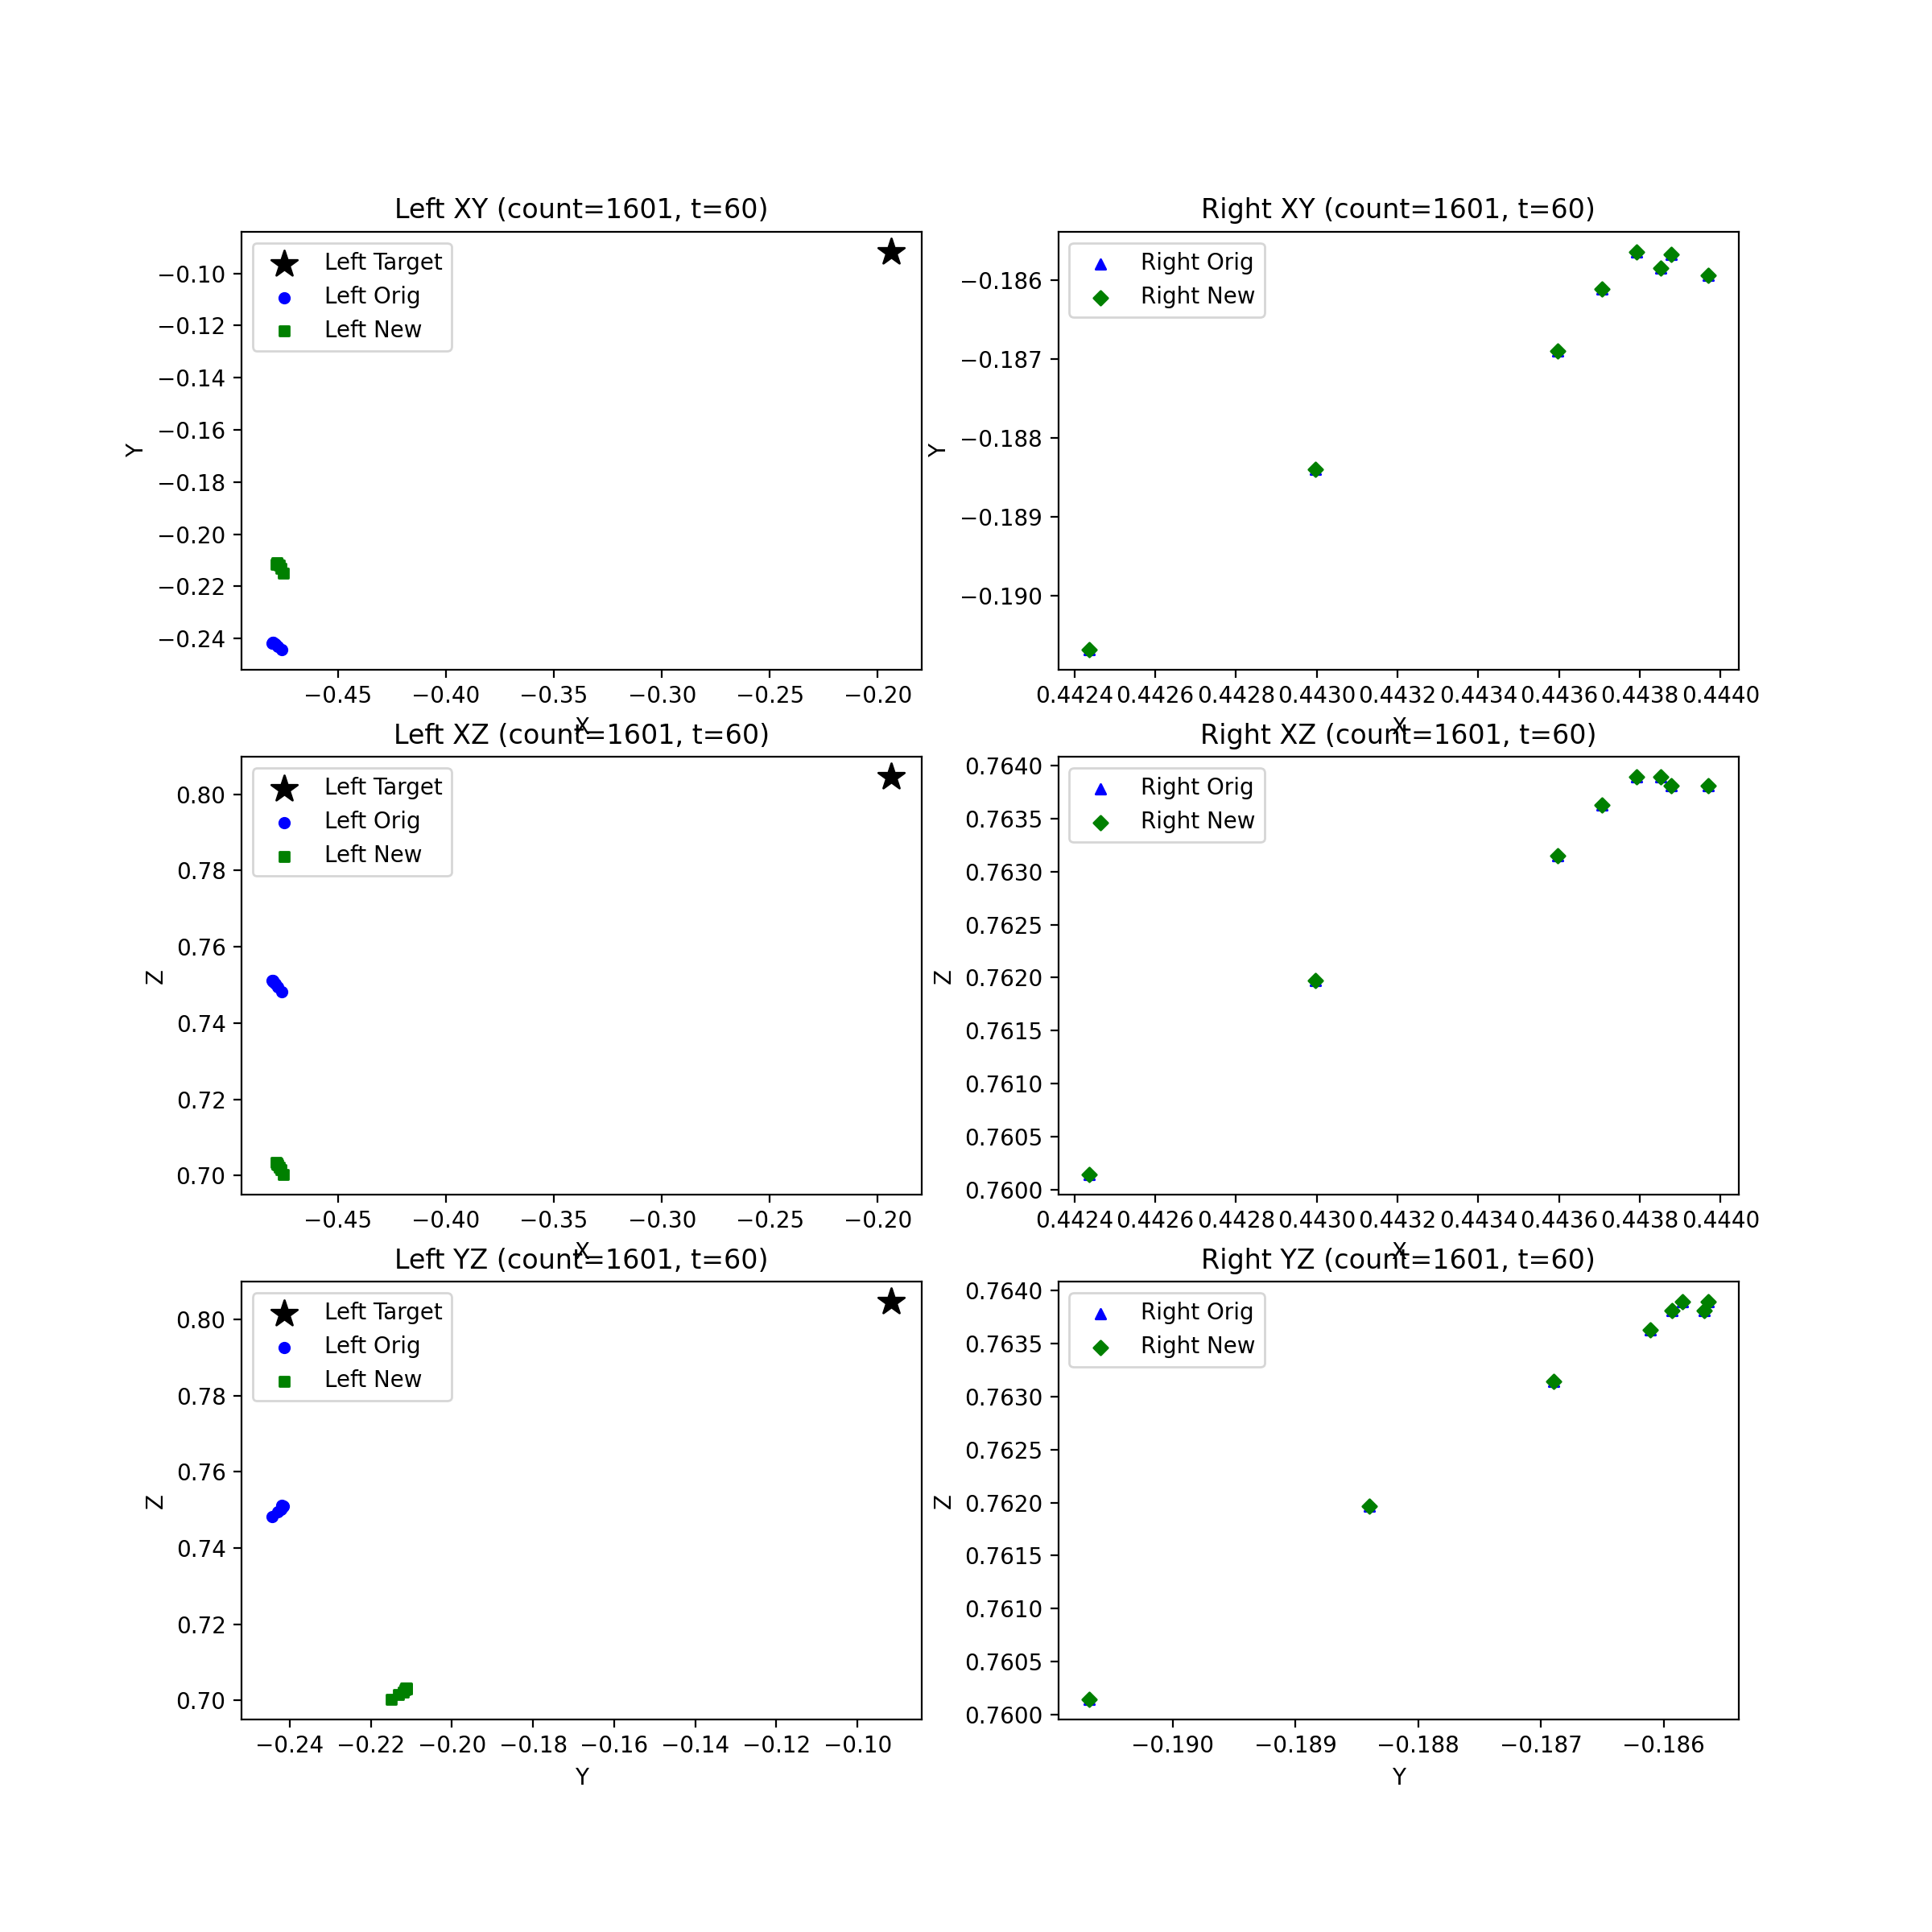 Left XY (count=1601, t=60)
Left Target
Left Orig
Left New
−0.10
−0.12
−0.14
−0.16
−0.18
−0.20
−0.22
−0.24
Y
−0.45 −0.40 −0.35 −0.30 −0.25 −0.20
X
Right XY (count=1601, t=60)
Right Orig
Right New
−0.186
−0.187
−0.188
−0.189
−0.190
Y
0.4424 0.4426 0.4428 0.4430 0.4432 0.4434 0.4436 0.4438 0.4440
X
Left XZ (count=1601, t=60)
Left Target
Left Orig
Left New
0.80
0.78
0.76
0.74
0.72
0.70
Z
−0.45 −0.40 −0.35 −0.30 −0.25 −0.20
X
Right XZ (count=1601, t=60)
Right Orig
Right New
0.7640
0.7635
0.7630
0.7625
0.7620
0.7615
0.7610
0.7605
0.7600
Z
0.4424 0.4426 0.4428 0.4430 0.4432 0.4434 0.4436 0.4438 0.4440
X
Left YZ (count=1601, t=60)
Left Target
Left Orig
Left New
0.80
0.78
0.76
0.74
0.72
0.70
Z
−0.24 −0.22 −0.20 −0.18 −0.16 −0.14 −0.12 −0.10
Y
Right YZ (count=1601, t=60)
Right Orig
Right New
0.7640
0.7635
0.7630
0.7625
0.7620
0.7615
0.7610
0.7605
0.7600
Z
−0.190 −0.189 −0.188 −0.187 −0.186
Y